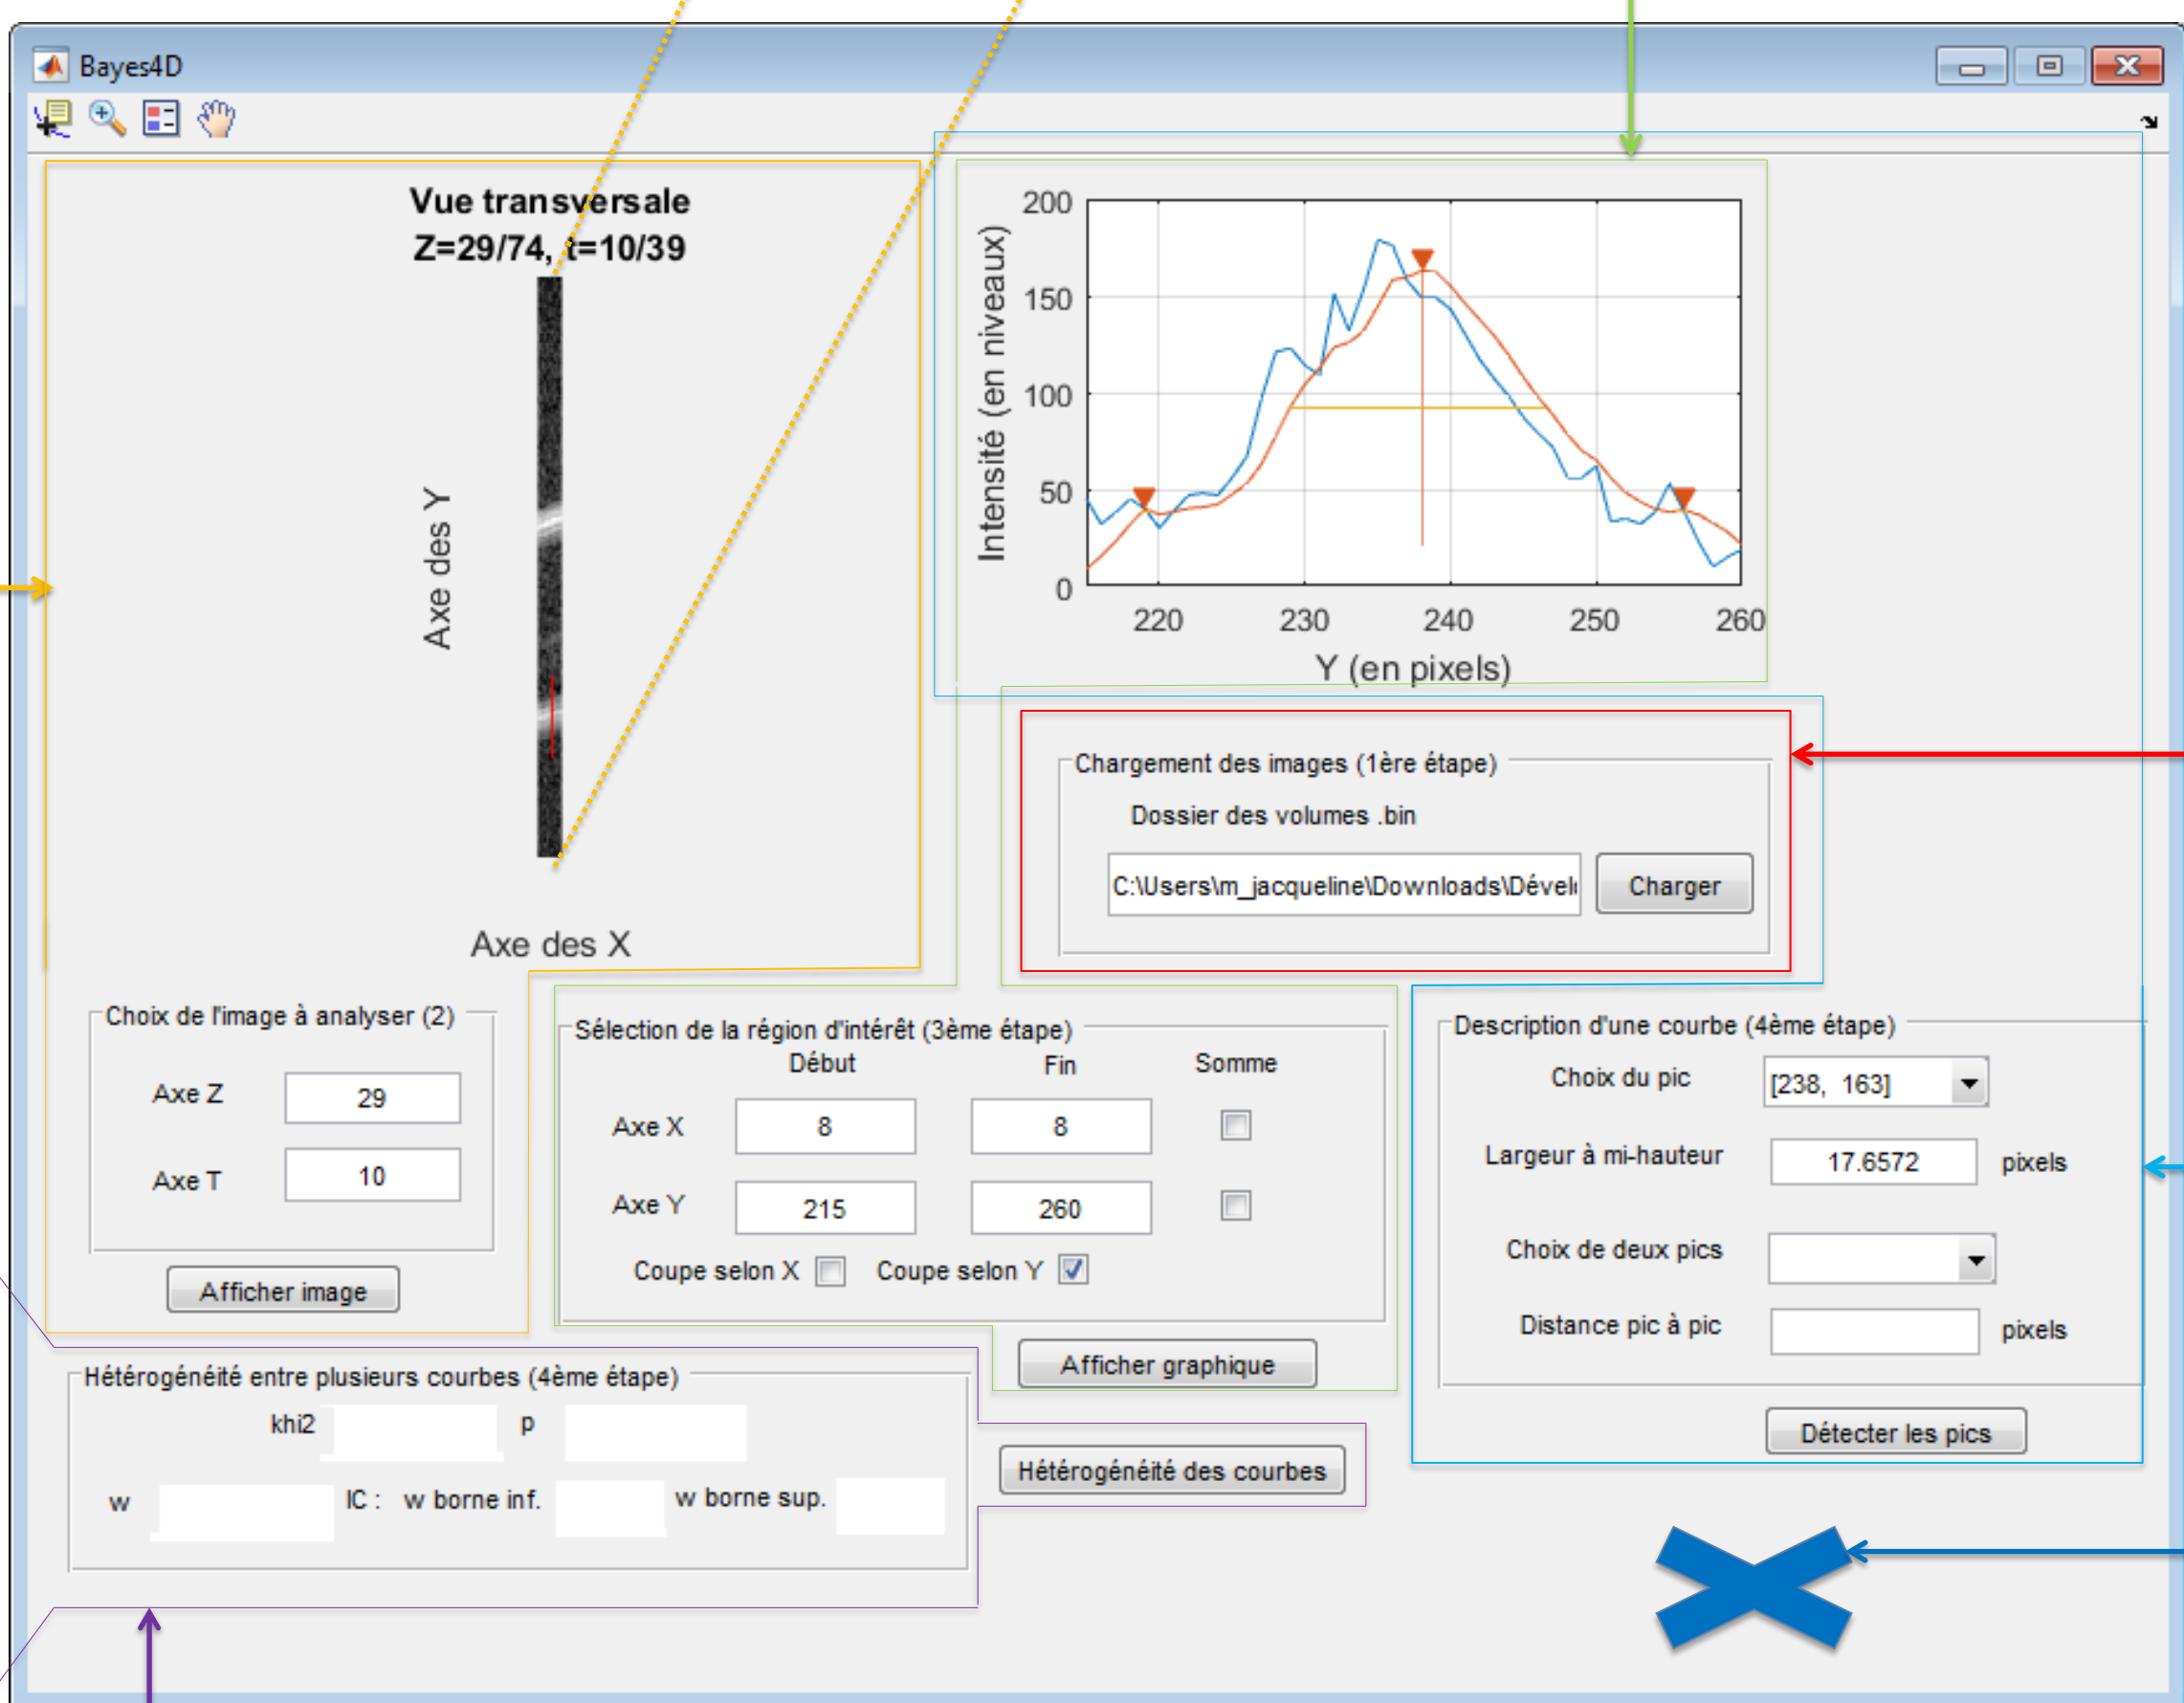 Bayes4D
Vue transversale
Z=29/74, t=10/39
Axe des Y
Axe des X
200
150
100
50
0
Intensité (en niveaux)
220 230 240 250 260
Y (en pixels)
Chargement des images (1ère étape)
Dossier des volumes .bin
C:\Users\m_jacqueline\Downloads\Dével
Charger
Choix de l'image à analyser (2)
Axe Z 29
Axe T 10
Afficher image
Sélection de la région d'intérêt (3ème étape)
Début Fin Somme
Axe X 8 8
Axe Y 215 260
Coupe selon X Coupe selon Y
Afficher graphique
Description d'une courbe (4ème étape)
Choix du pic [238, 163]
Largeur à mi-hauteur 17.6572 pixels
Choix de deux pics
Distance pic à pic pixels
Détecter les pics
Hétérogénéité entre plusieurs courbes (4ème étape)
khi2 p
w IC : w borne inf. w borne sup.
Hétérogénéité des courbes